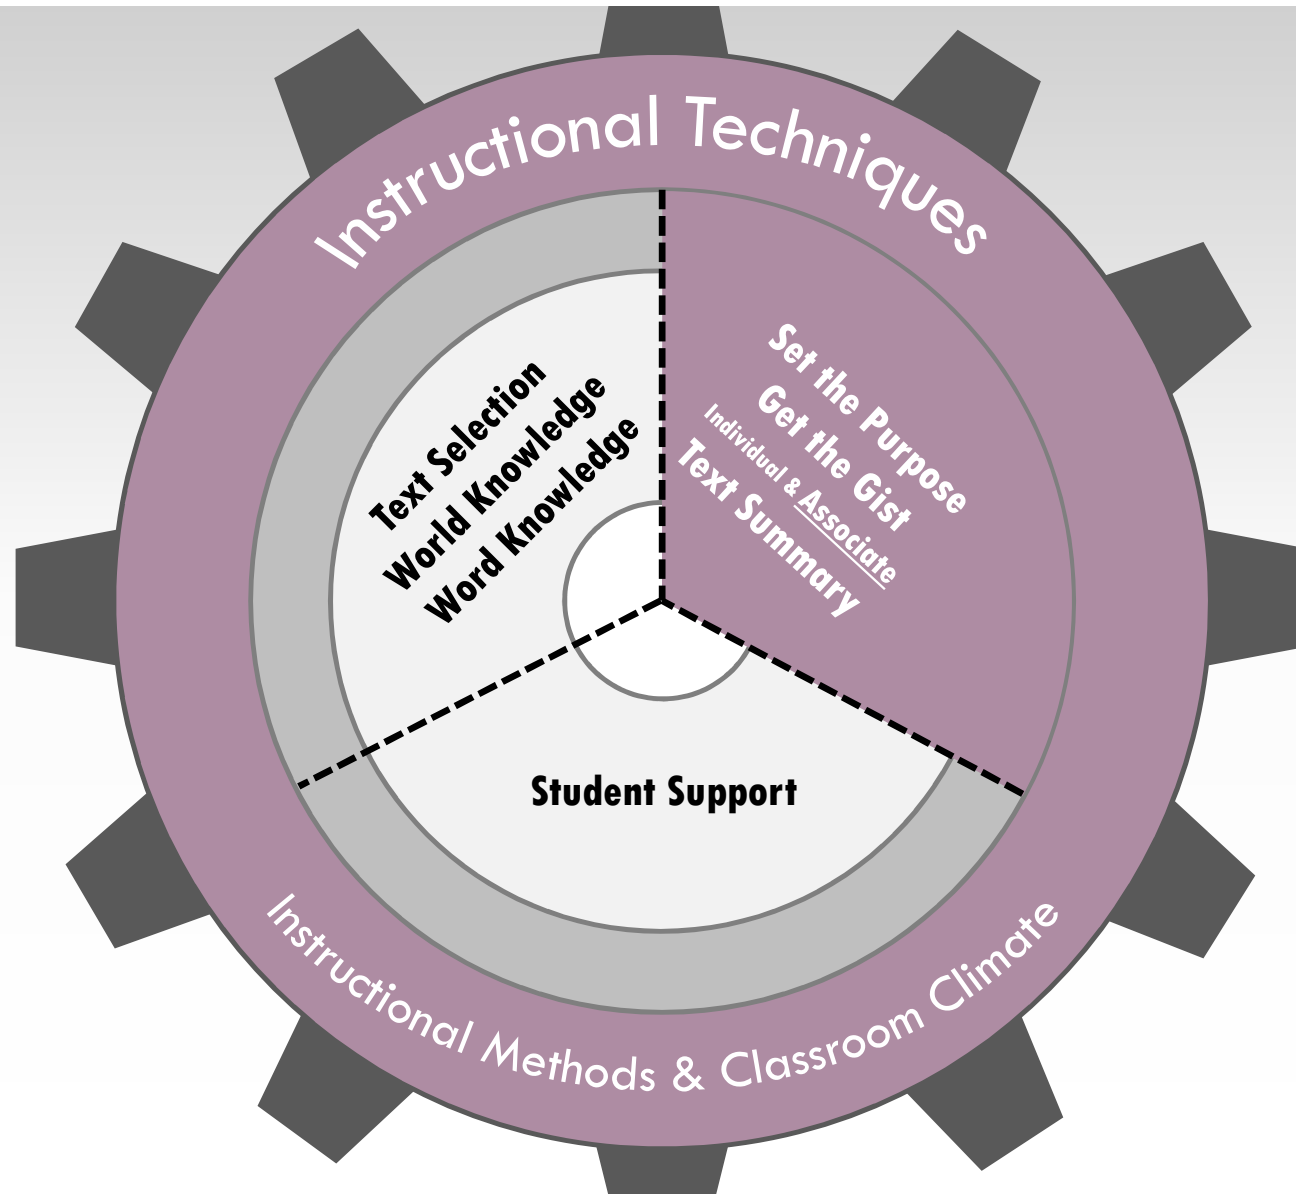 Instructional Techniques
Text Selection
World Knowledge
Word Knowledge
Set the Purpose
Get the Gist
Individual & Associate
Text Summary
Student Support
Instructional Methods & Classroom Climate